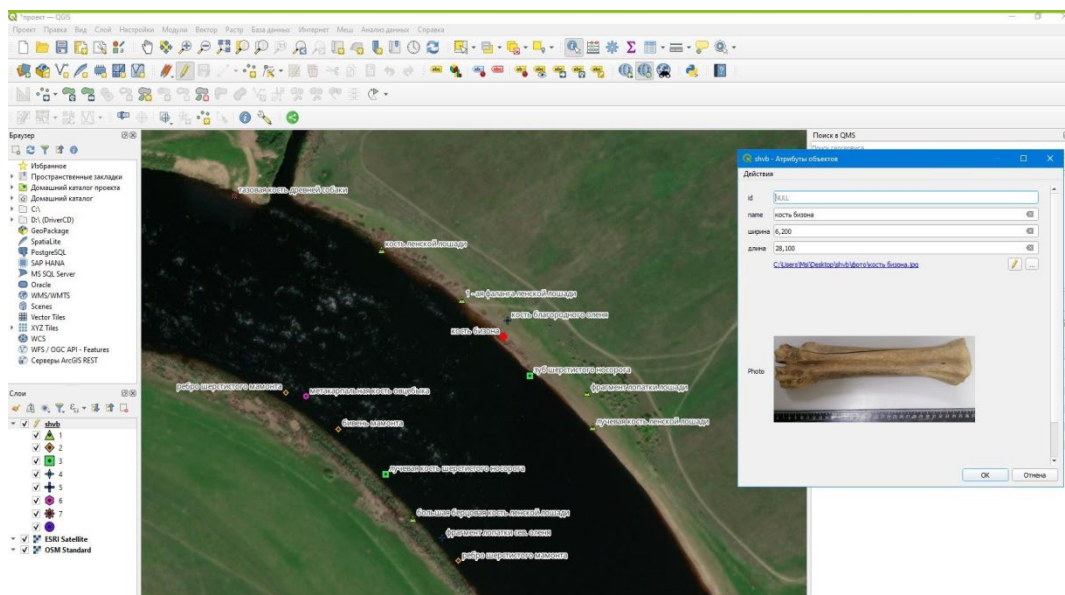 *проект — QGIS
Проект Правка Вид Слой Настройки Модули Вектор Растр База данных Интернет Меш Анализ данных Справка
Браузер
Избранное
Пространственные закладки
Домашний каталог проекта
Домашний каталог
C:\
D:\ (DriverCD)
GeoPackage
SpatiaLite
PostgreSQL
SAP HANA
MS SQL Server
Oracle
WMS/WMTS
Scenes
Vector Tiles
XYZ Tiles
WCS
WFS / OGC API - Features
Серверы ArcGIS REST
Слои
shvb
1
2
3
4
5
6
7
ESRI Satellite
OSM Standard
тазовая кость древней собаки
кость ленской лошади
1 - ая фаланга ленской лошади
кость благородного оленя
кость бизона
зуб шерстистого носорога
фрагмент лопатки лошади
ребро шерстистого мамонта
метакарпальная кость овцебыка
лучевая кость ленской лошади
бивень мамонта
лучевая кость шерстистого носорога
большая берцовая кость ленской лошади
фрагмент лопатки сев. оленя
ребро шерстистого мамонта
Поиск в QMS
shvb - Атрибуты объектов
Действия
id NULL
name кость бизона
ширина 6,200
длина 28,100
C:\Users\Ms\Desktop\shvb\фото\кость бизона.jpg
Photo
OK Отмена